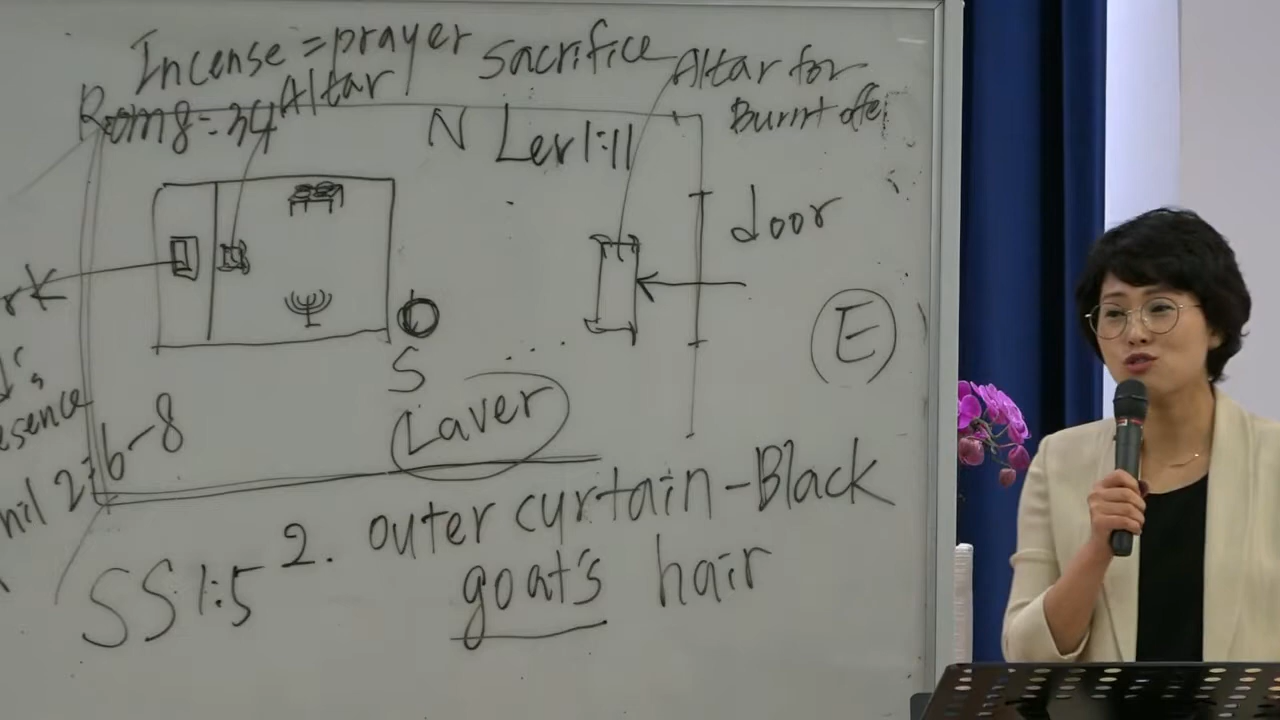 Incense = prayer sacrifice
Altar
Altar for
Rom 8:34
Burnt offe
N Lev 1:11
door
E
S
Laver
esence
hil 2:6-8
2. outer curtain - Black
goat's hair
SS 1:5